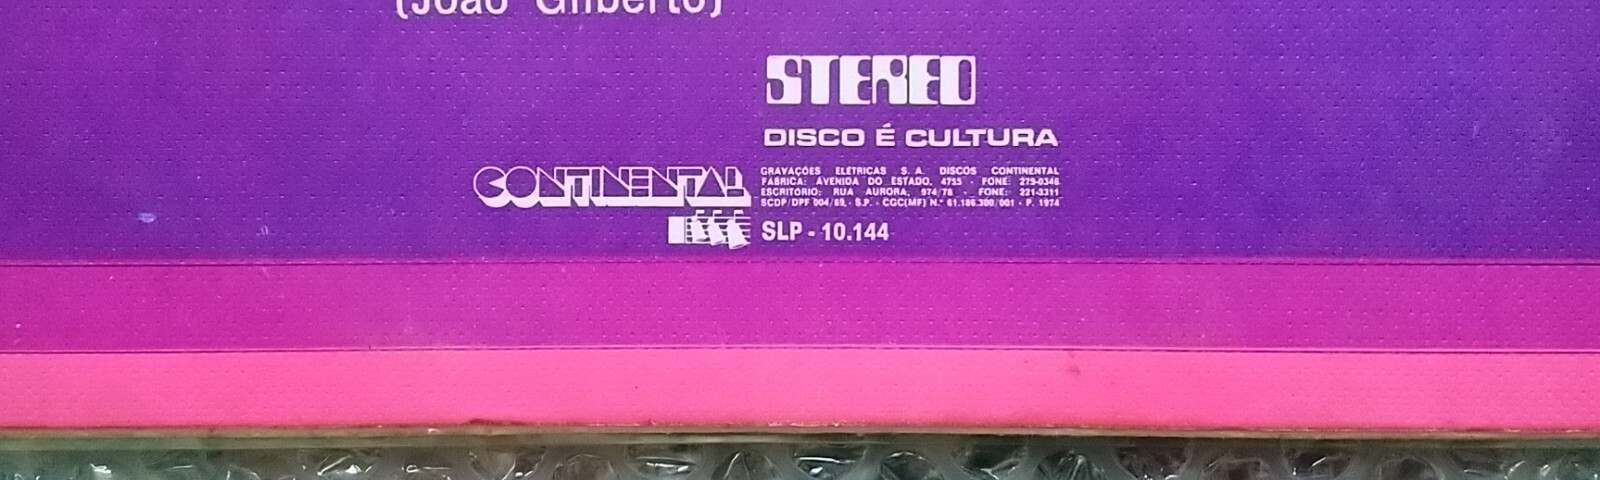 (João Gilberto)
STEREO
DISCO É CULTURA
CONTINENTAL
GRAVAÇÕES ELÉTRICAS S.A. DISCOS CONTINENTAL
FÁBRICA: AVENIDA DO ESTADO, 4755 - FONE: 279-0346
ESCRITÓRIO: RUA AURORA, 974/78 - FONE: 221-3311
SCDP/DPF 004/69, - S.P. - CGC(MF) N.º 61.186.300/001 - P. 1974
SLP - 10.144